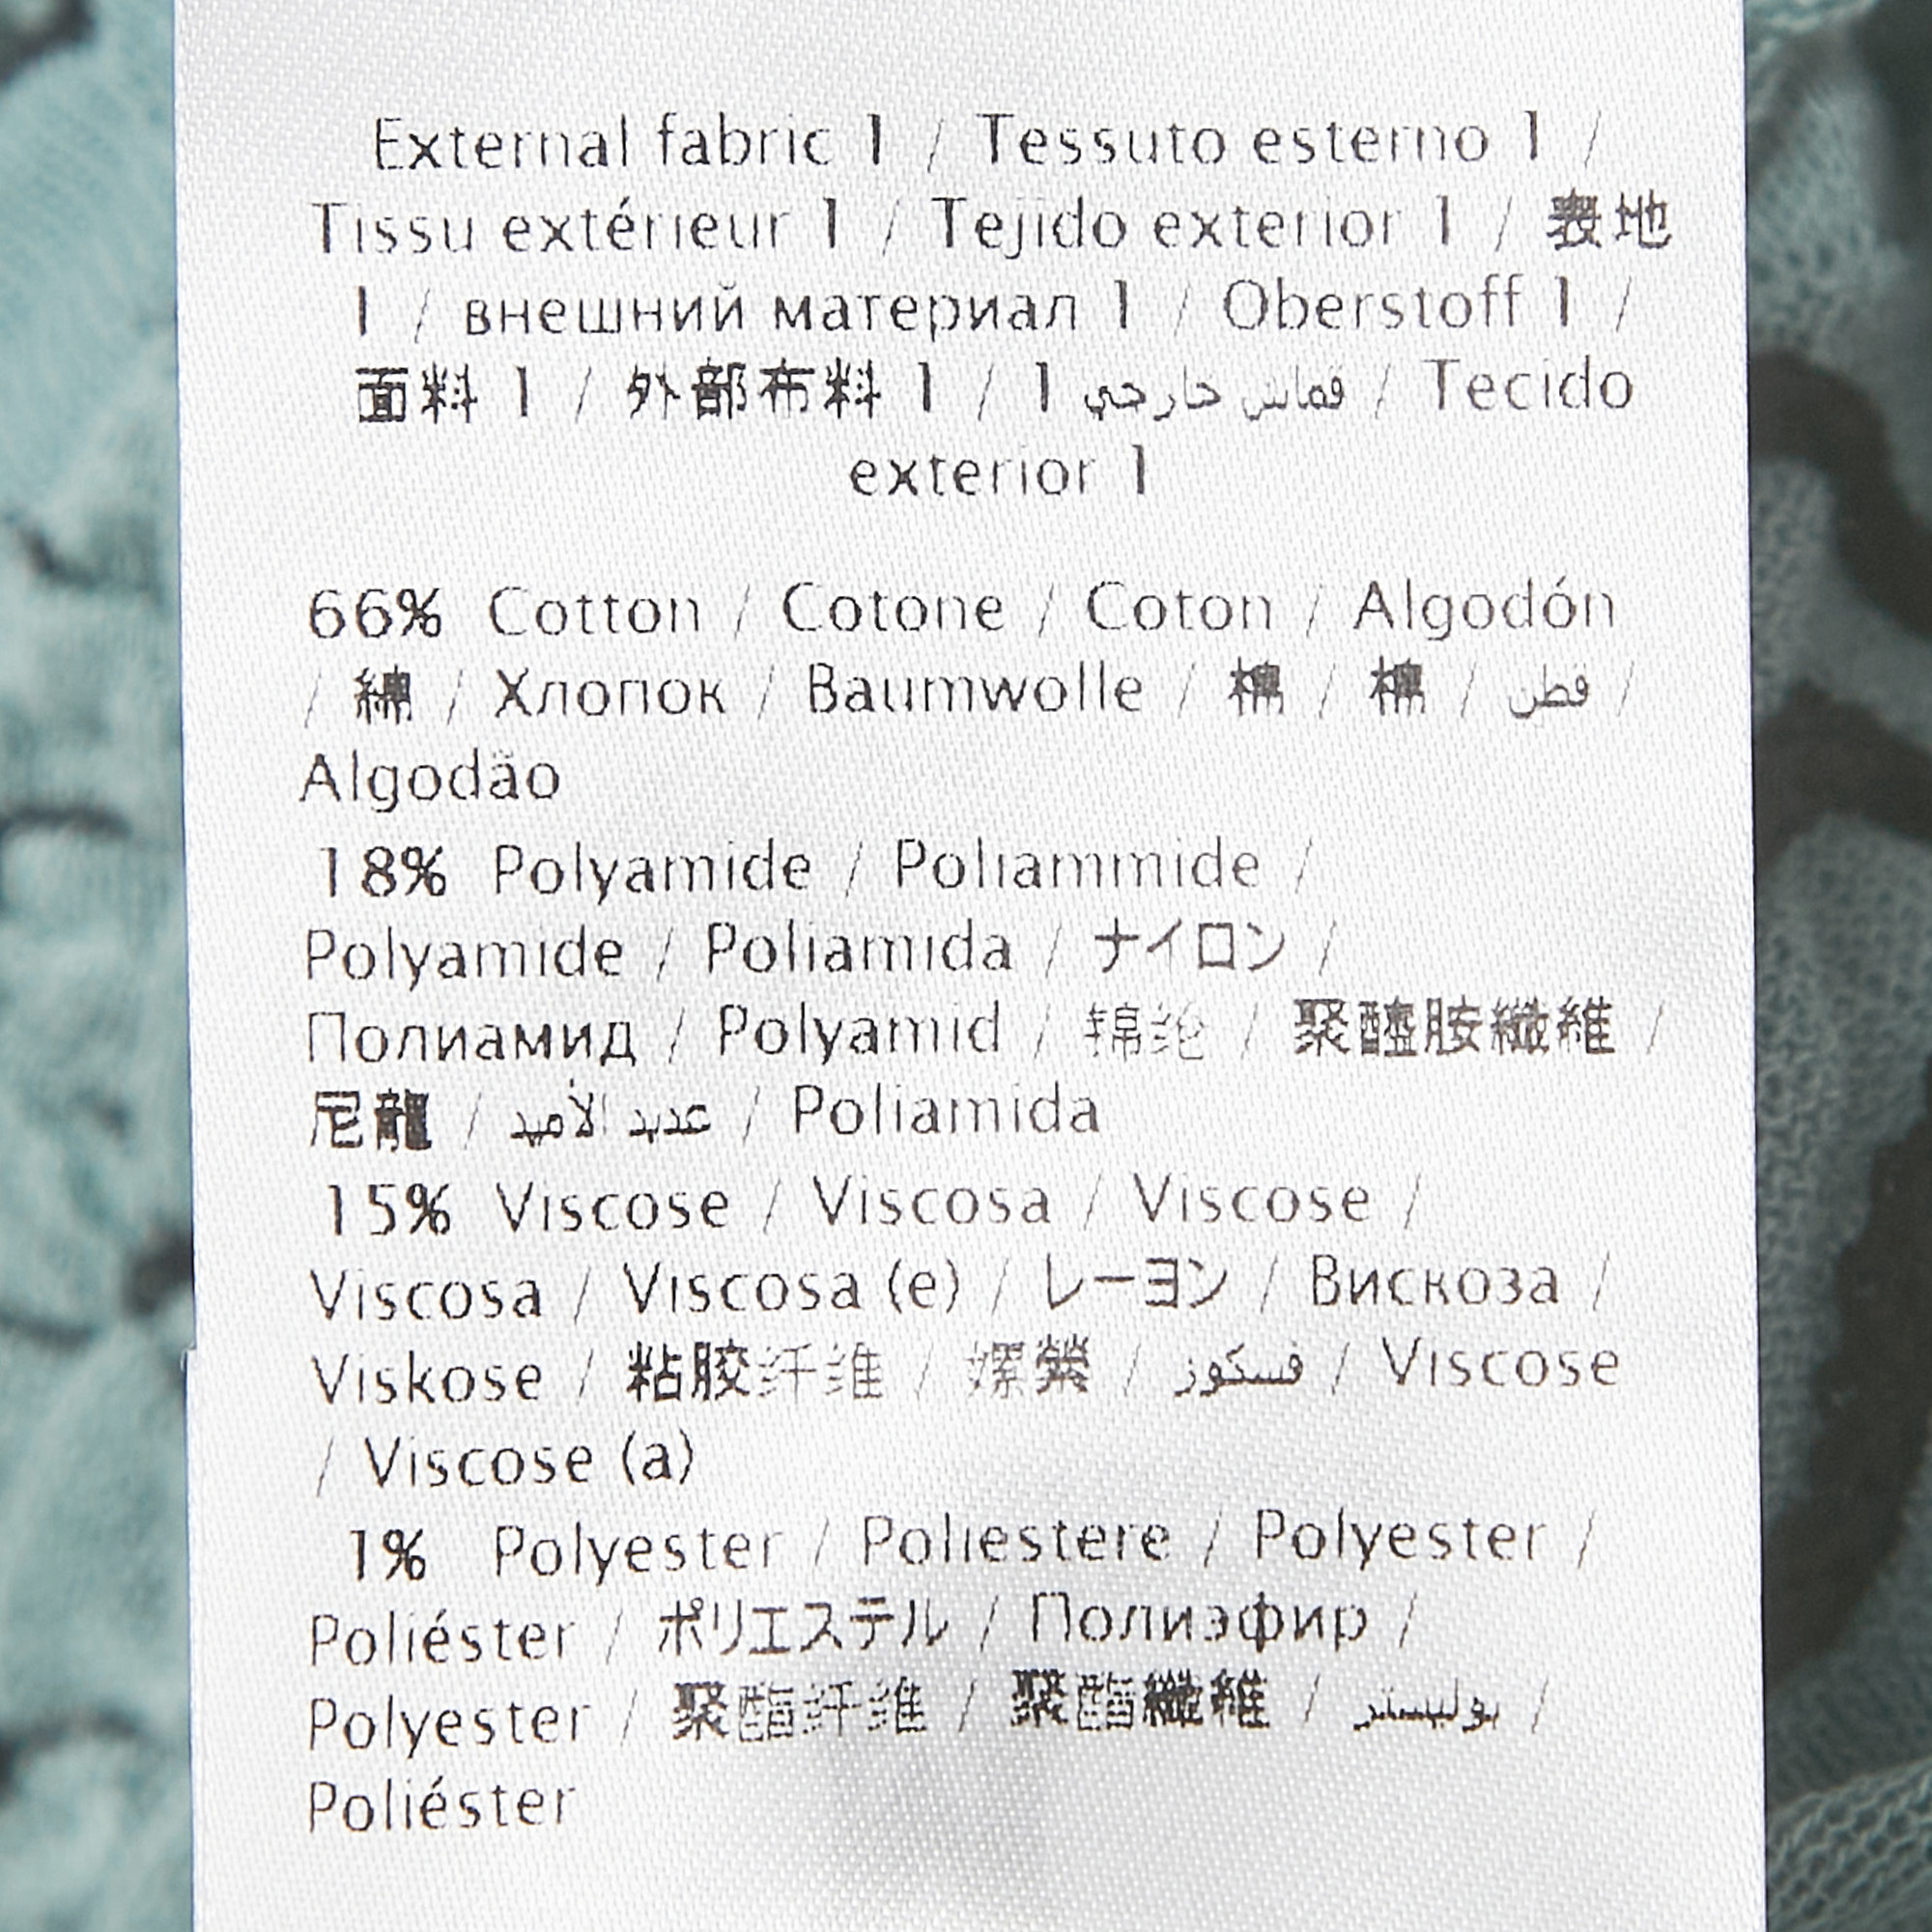 External fabric 1 / Tessuto esterno 1 /
Tissu extérieur 1 / Tejido exterior 1 / 表地
1 / внешний материал 1 / Oberstoff 1 /
面料 1 / 外部布料 1 / 1 قماش خارجي / Tecido
exterior 1
66% Cotton / Cotone / Coton / Algodón
/ 綿 / Хлопок / Baumwolle / 棉 / 棉 / قطن /
Algodão
18% Polyamide / Poliammide /
Polyamide / Poliamida / ナイロン /
Полиамид / Polyamid / 锦纶 / 聚醯胺纖維 /
尼龍 / عديد الأميد / Poliamida
15% Viscose / Viscosa / Viscose /
Viscosa / Viscosa (e) / レーヨン / Вискоза /
Viskose / 粘胶纤维 / 嫘縈 / فسكوز / Viscose
/ Viscose (a)
1% Polyester / Poliestere / Polyester /
Poliéster / ポリエステル / Полиэфир /
Polyester / 聚酯纤维 / 聚酯纖維 / بوليستر /
Poliéster